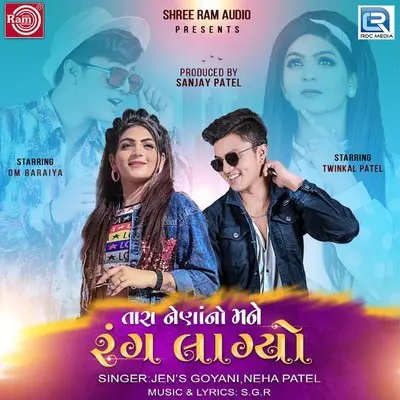 Ram
SHREE RAM AUDIO
PRESENTS
RDC MEDIA
PRODUCED BY
SANJAY PATEL
STARRING
OM BARAIYA
STARRING
TWINKAL PATEL
તારા નેણાંનો મને
રંગ લાગ્યો
SINGER:JEN'S GOYANI,NEHA PATEL
MUSIC & LYRICS: S.G.R